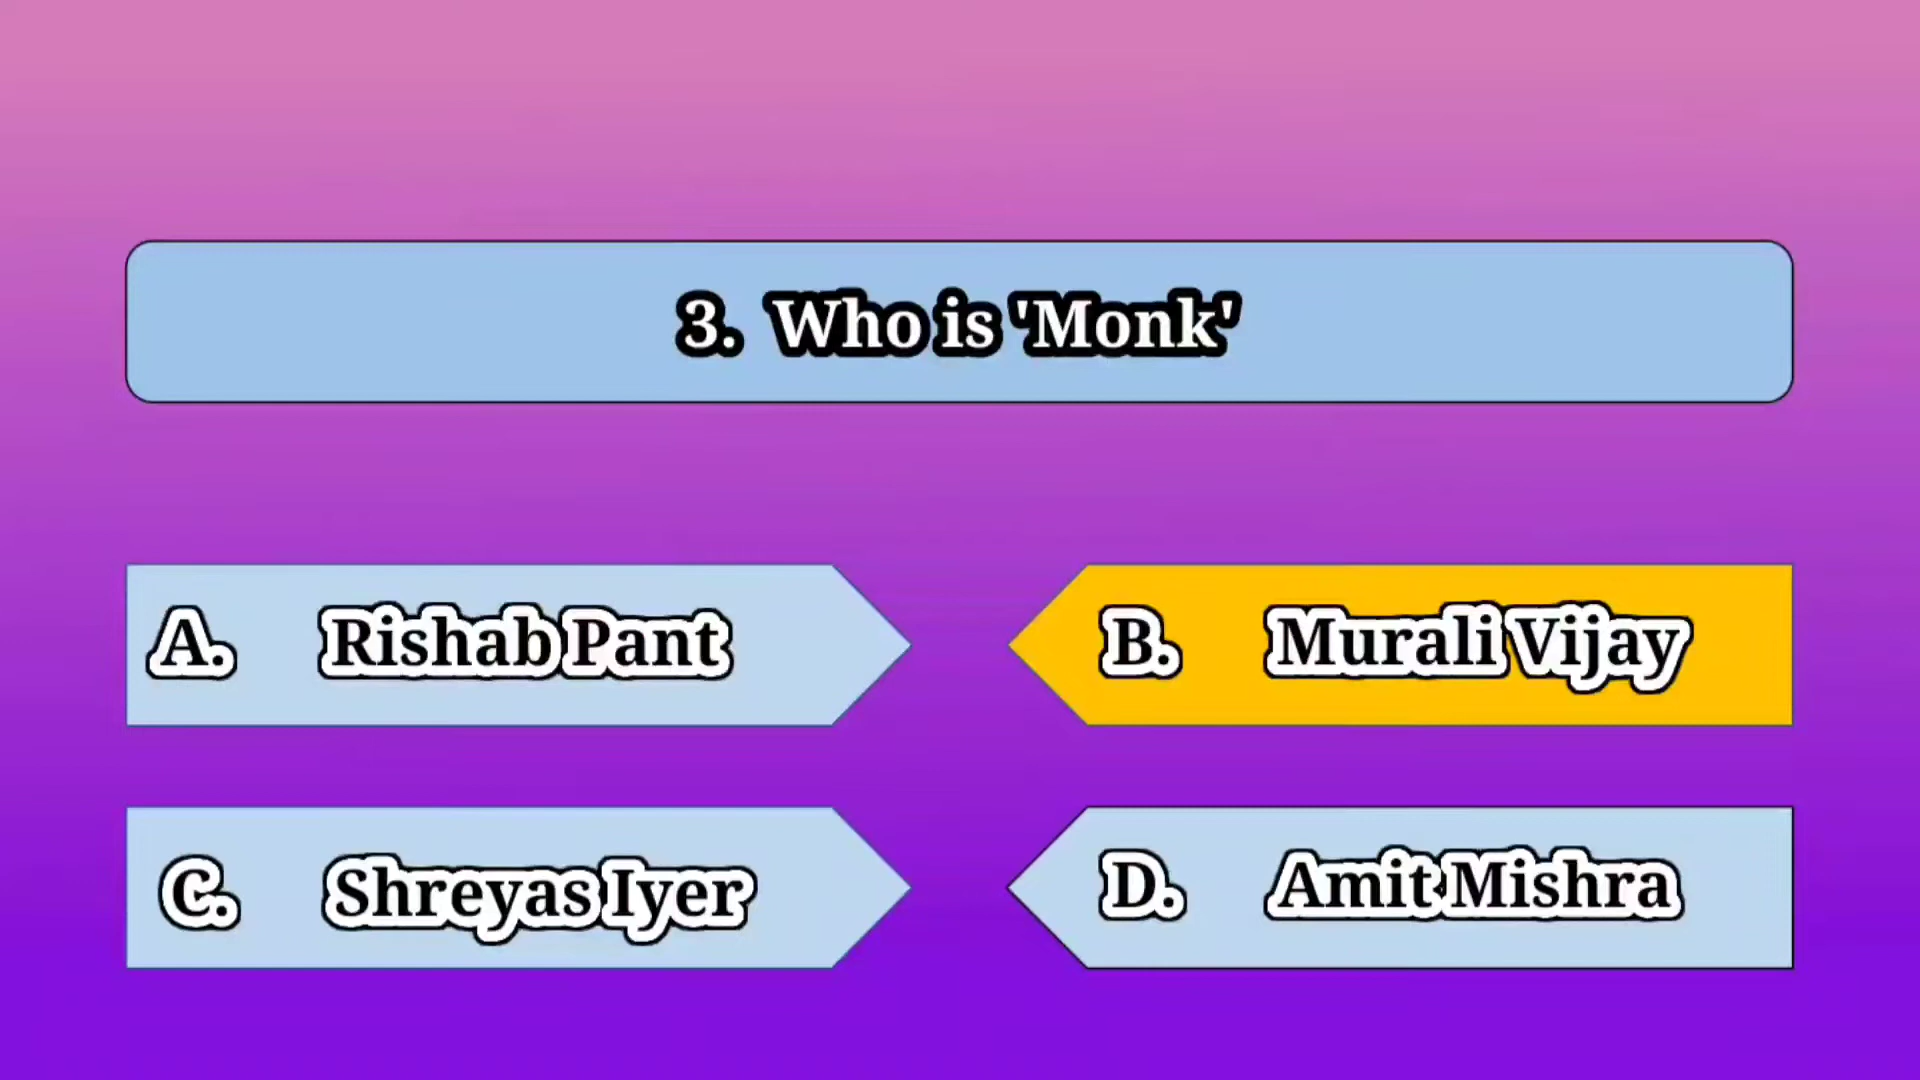 3. Who is 'Monk'
A. Rishab Pant
B. Murali Vijay
C. Shreyas Iyer
D. Amit Mishra